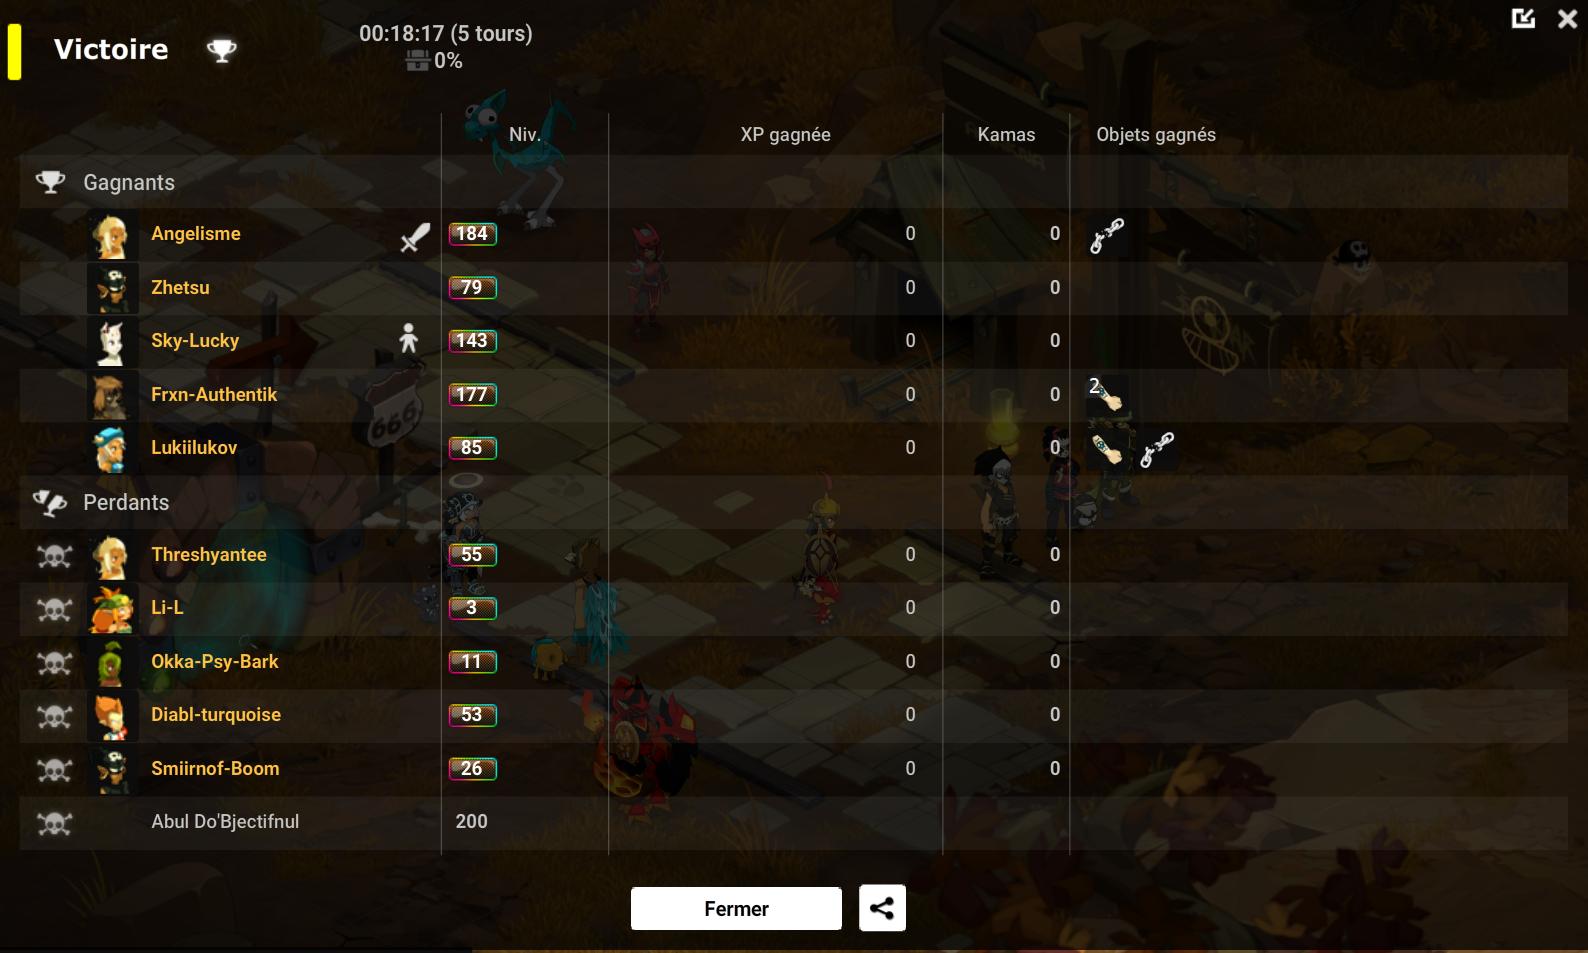 Victoire
00:18:17 (5 tours)
0%
Niv. XP gagnée Kamas Objets gagnés
Gagnants
Angelisme 184 0 0
Zhetsu 79 0 0
Sky-Lucky 143 0 0
Frxn-Authentik 177 0 0 2
Lukiilukov 85 0 0
666
Perdants
Threshyantee 55 0 0
Li-L 3 0 0
Okka-Psy-Bark 11 0 0
Diabl-turquoise 53 0 0
Smiirnof-Boom 26 0 0
Abul Do'Bjectifnul 200
Fermer